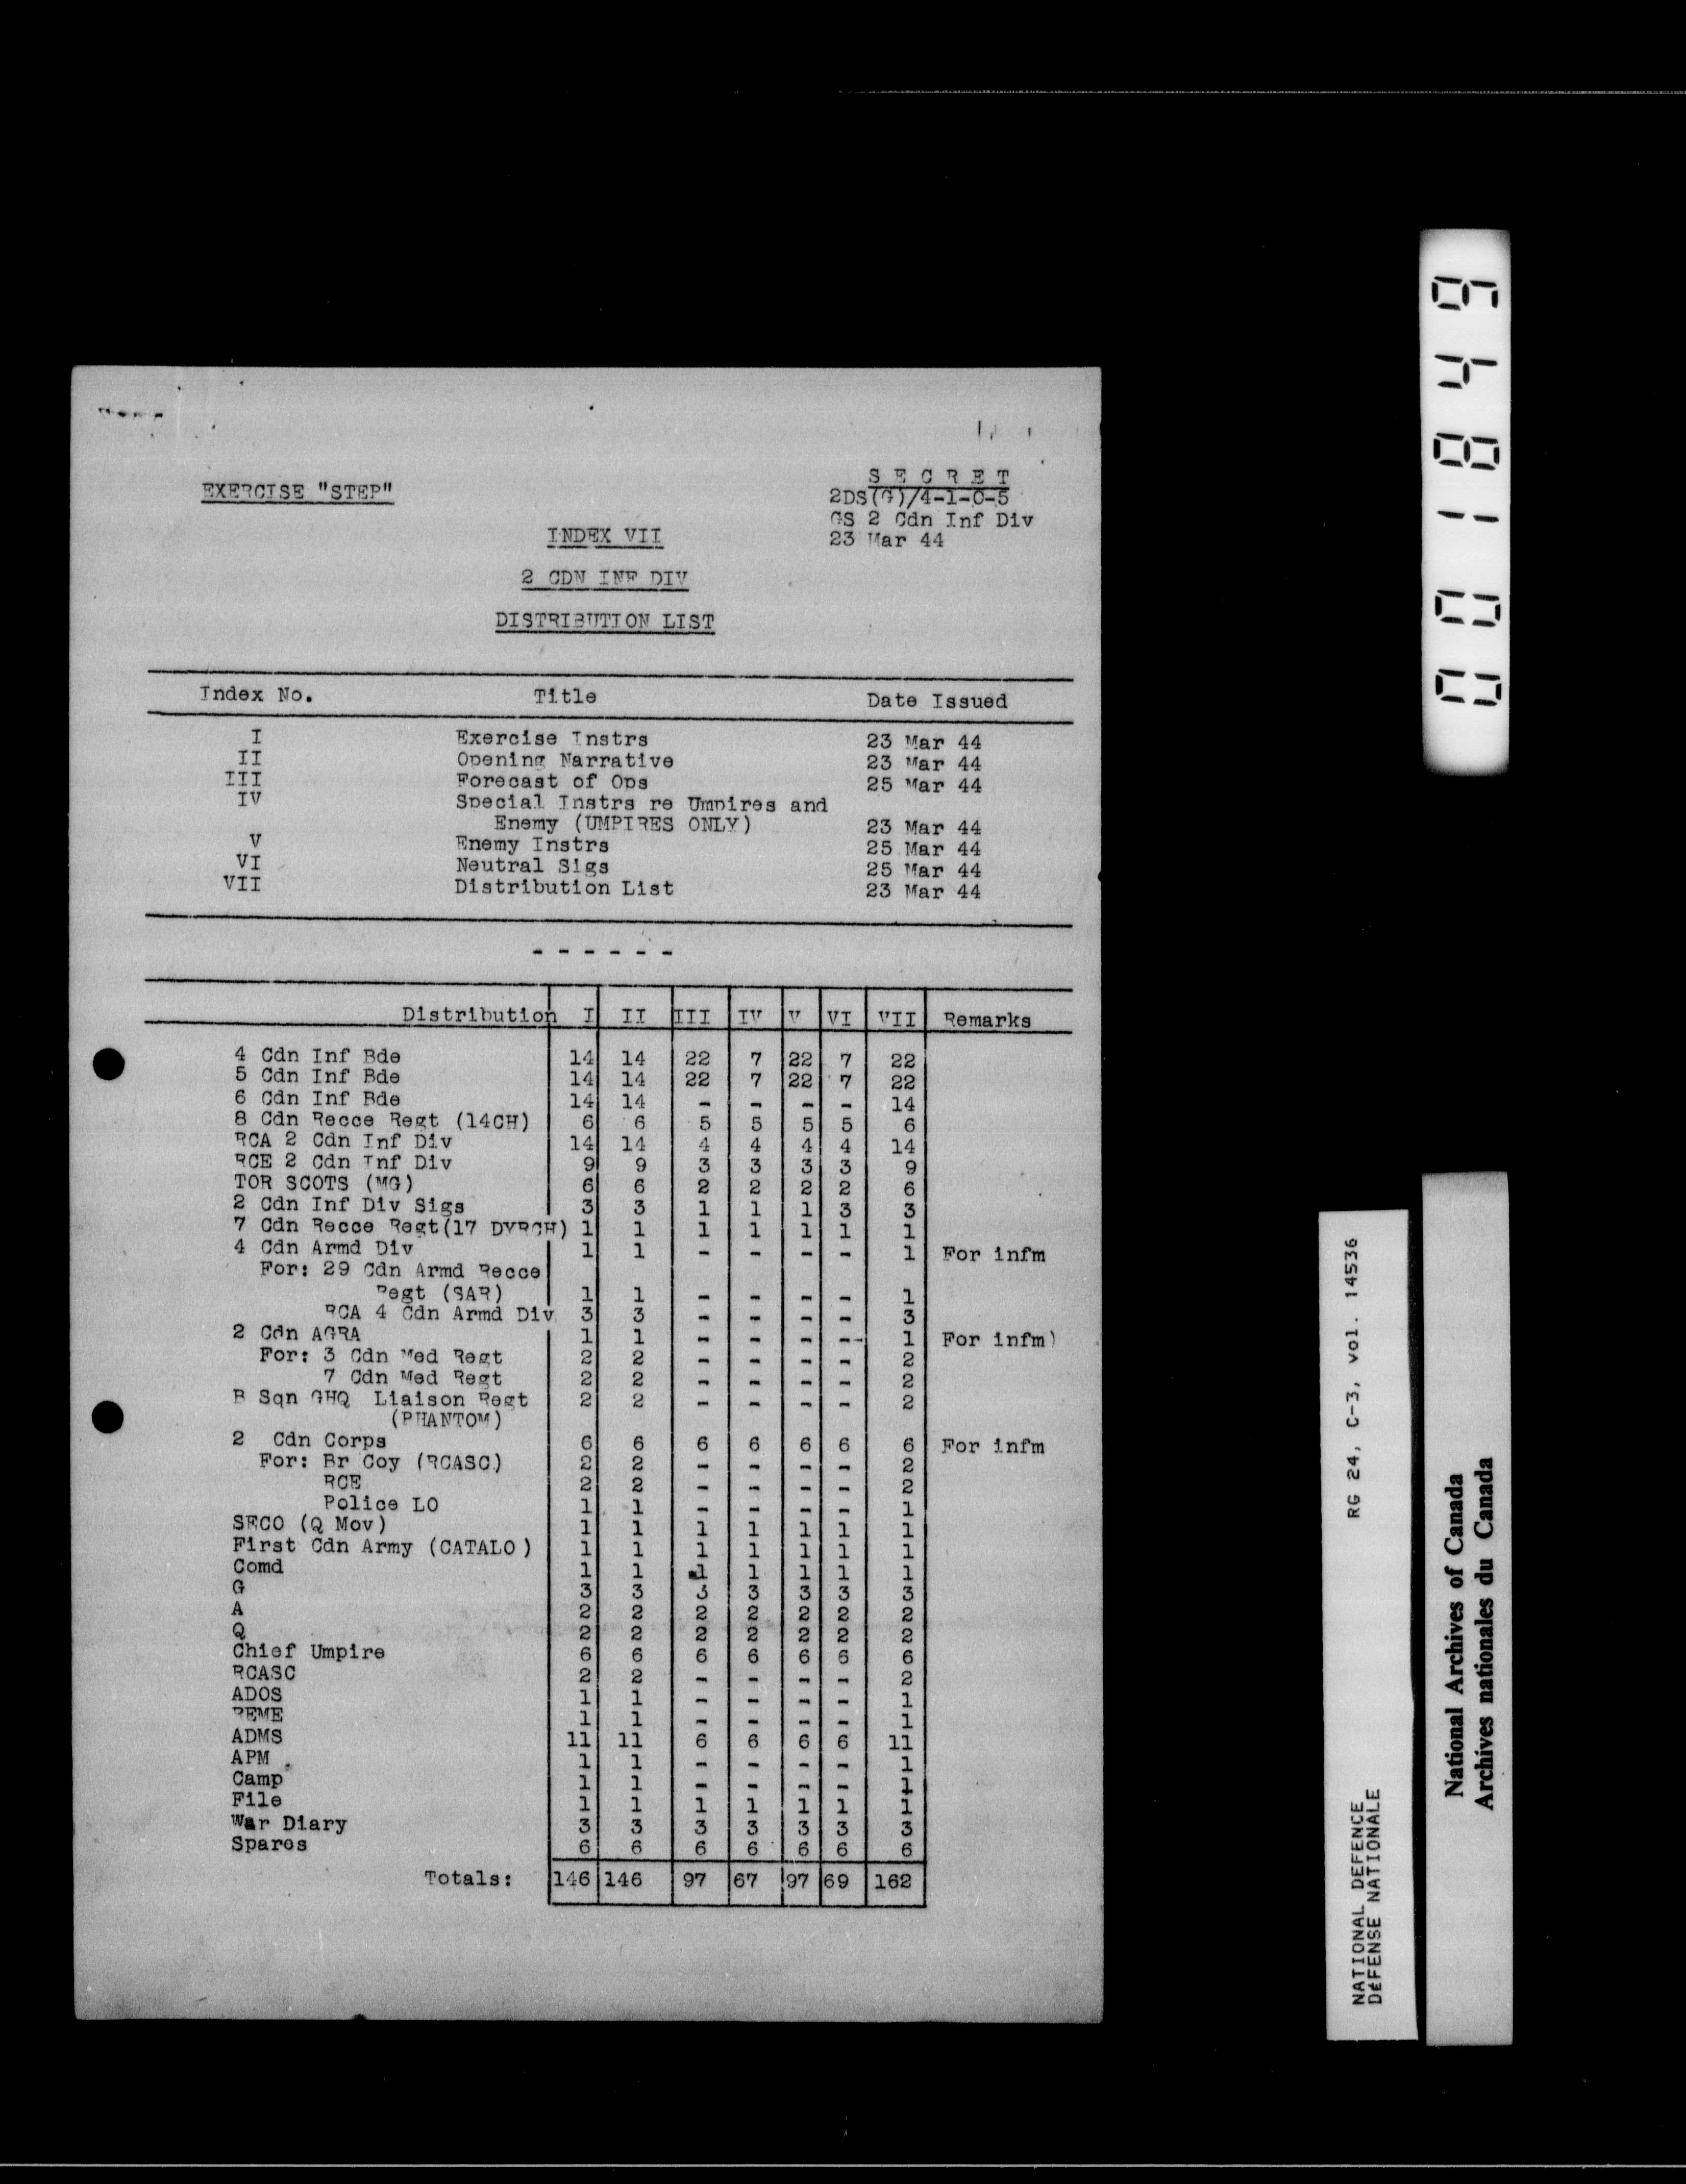 EXERCISE "STEP"
S E C R E T
2DS(G)/4-1-0-5
GS 2 Cdn Inf Div
23 Mar 44
INDEX VII
2 CDN INF DIV
DISTRIBUTION LIST
Index No. Title Date Issued
I Exercise Instrs 23 Mar 44
II Opening Narrative 23 Mar 44
III Forecast of Ops 25 Mar 44
IV Special Instrs re Umpires and
Enemy (UMPIRES ONLY) 23 Mar 44
V Enemy Instrs 25 Mar 44
VI Neutral Sigs 25 Mar 44
VII Distribution List 23 Mar 44
- - - - - -
Distribution I II III IV V VI VII Remarks
4 Cdn Inf Bde 14 14 22 7 22 7 22
5 Cdn Inf Bde 14 14 22 7 22 7 22
6 Cdn Inf Bde 14 14 - - - - 14
8 Cdn Recce Regt (14CH) 6 6 5 5 5 5 6
RCA 2 Cdn Inf Div 14 14 4 4 4 4 14
RCE 2 Cdn Inf Div 9 9 3 3 3 3 9
TOR SCOTS (MG) 6 6 2 2 2 2 6
2 Cdn Inf Div Sigs 3 3 1 1 1 3 3
7 Cdn Recce Regt(17 DYRCH) 1 1 1 1 1 1 1
4 Cdn Armd Div 1 1 - - - - 1 For infm
For: 29 Cdn Armd Recce
Regt (SAR) 1 1 - - - - 1
RCA 4 Cdn Armd Div 3 3 - - - - 3
2 Cdn AGRA 1 1 - - - - 1 For infm)
For: 3 Cdn Med Regt 2 2 - - - - 2
7 Cdn Med Regt 2 2 - - - - 2
B Sqn GHQ Liaison Regt 2 2 - - - - 2
(PHANTOM)
2 Cdn Corps 6 6 6 6 6 6 6 For infm
For: Br Coy (RCASC) 2 2 - - - - 2
RCE 2 2 - - - - 2
Police LO 1 1 - - - - 1
SECO (Q Mov) 1 1 1 1 1 1 1
First Cdn Army (CATALO) 1 1 1 1 1 1 1
Comd 1 1 1 1 1 1 1
G 3 3 3 3 3 3 3
A 2 2 2 2 2 2 2
Q 2 2 2 2 2 2 2
Chief Umpire 6 6 6 6 6 6 6
RCASC 2 2 - - - - 2
ADOS 1 1 - - - - 1
REME 1 1 - - - - 1
ADMS 11 11 6 6 6 6 11
APM 1 1 - - - - 1
Camp 1 1 - - - - 1
File 1 1 1 1 1 1 1
War Diary 3 3 3 3 3 3 3
Spares 6 6 6 6 6 6 6
Totals: 146 146 97 67 97 69 162
001849
NATIONAL DEFENCE RG 24, C-3, vol. 14536
DéFENSE NATIONALE
National Archives of Canada
Archives nationales du Canada